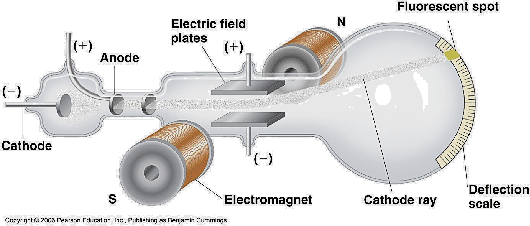 Fluorescent spot
N
Electric field
plates
(+)
(+)
Anode
(–)
Cathode
(–)
S
Electromagnet
Cathode ray
Deflection
scale
Copyright © 2006 Pearson Education, Inc., Publishing as Benjamin Cummings